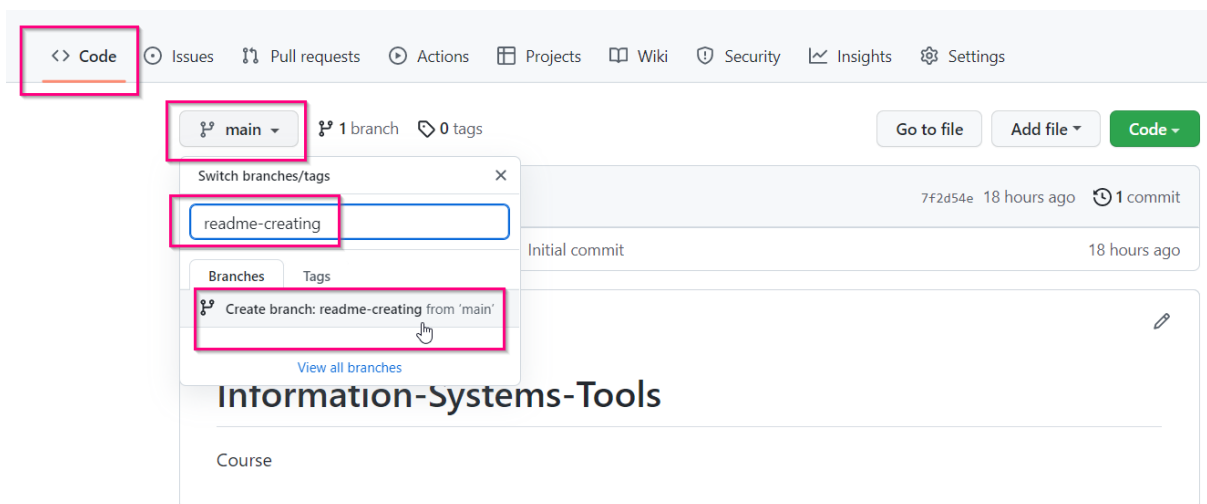 <> Code Issues Pull requests Actions Projects Wiki Security Insights Settings
main 1 branch 0 tags Go to file Add file Code
Switch branches/tags
7f2d54e 18 hours ago 1 commit
readme-creating
Initial commit 18 hours ago
Branches Tags
Create branch: readme-creating from 'main'
View all branches
Information-Systems-Tools
Course